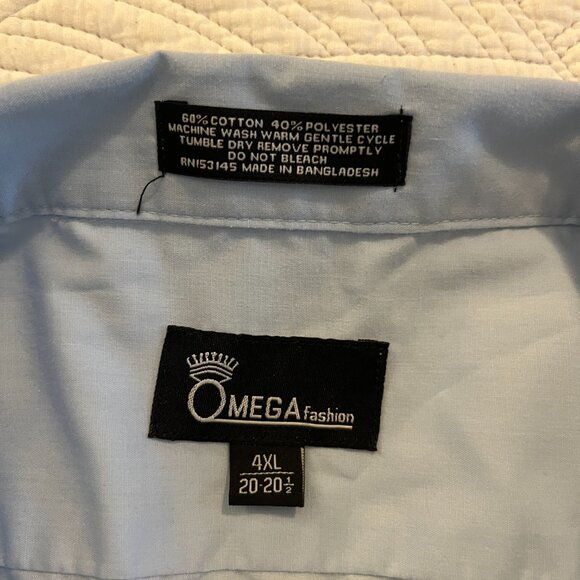 60% COTTON 40% POLYESTER
MACHINE WASH WARM GENTLE CYCLE
TUMBLE DRY REMOVE PROMPTLY
DO NOT BLEACH
RN153145 MADE IN BANGLADESH
OMEGA fashion
4XL
20-20½